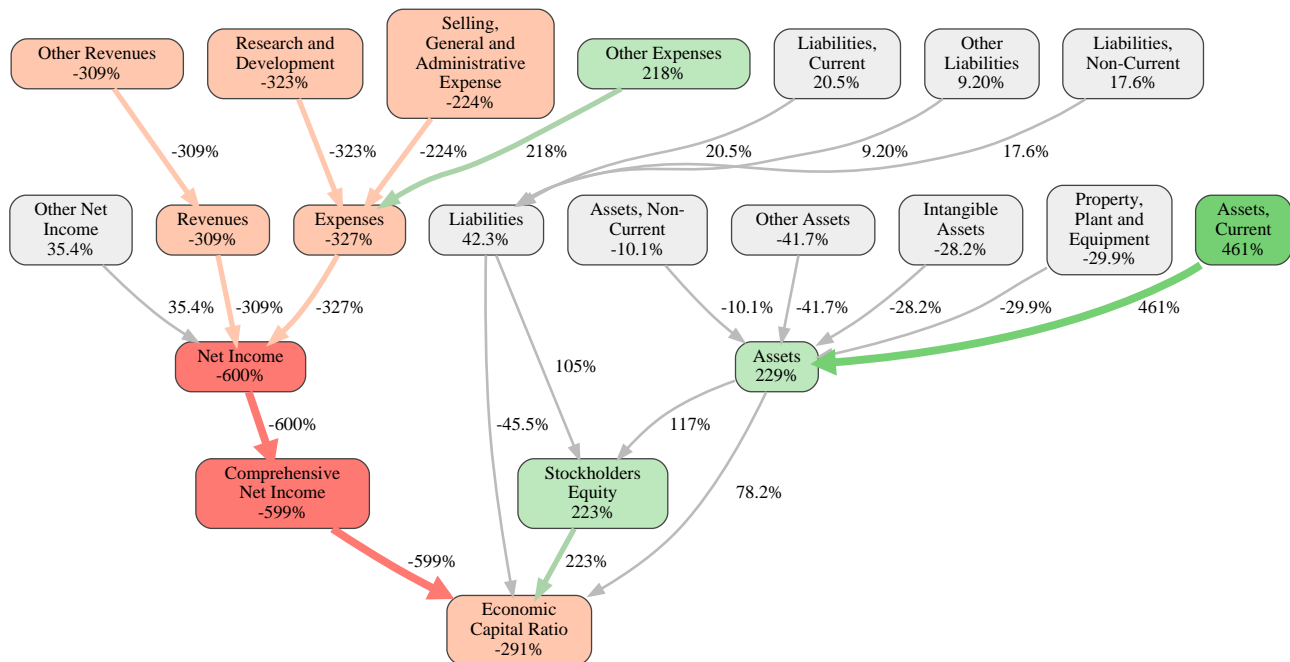 Other Revenues
-309%
Research and
Development
-323%
Selling,
General and
Administrative
Expense
-224%
Other Expenses
218%
Liabilities,
Current
20.5%
Other
Liabilities
9.20%
Liabilities,
Non-Current
17.6%
-309%
-323%
-224%
218%
20.5%
9.20%
17.6%
Other Net
Income
35.4%
Revenues
-309%
Expenses
-327%
Liabilities
42.3%
Assets, Non-
Current
-10.1%
Other Assets
-41.7%
Intangible
Assets
-28.2%
Property,
Plant and
Equipment
-29.9%
Assets,
Current
461%
35.4%
-309%
-327%
-10.1%
-41.7%
-28.2%
-29.9%
461%
Net Income
-600%
105%
Assets
229%
-600%
-45.5%
117%
Comprehensive
Net Income
-599%
Stockholders
Equity
223%
78.2%
-599%
223%
Economic
Capital Ratio
-291%